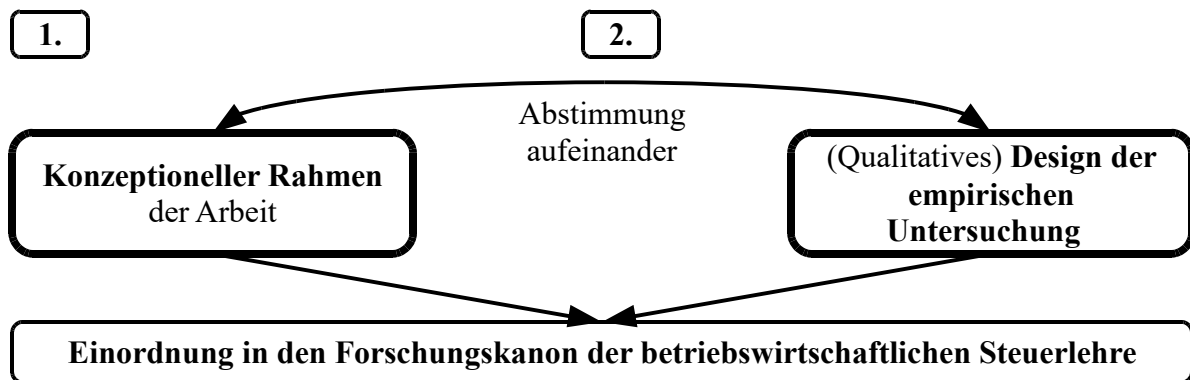 1.
2.
Abstimmung
aufeinander
Konzeptioneller Rahmen
der Arbeit
(Qualitatives) Design der
empirischen
Untersuchung
Einordnung in den Forschungskanon der betriebswirtschaftlichen Steuerlehre